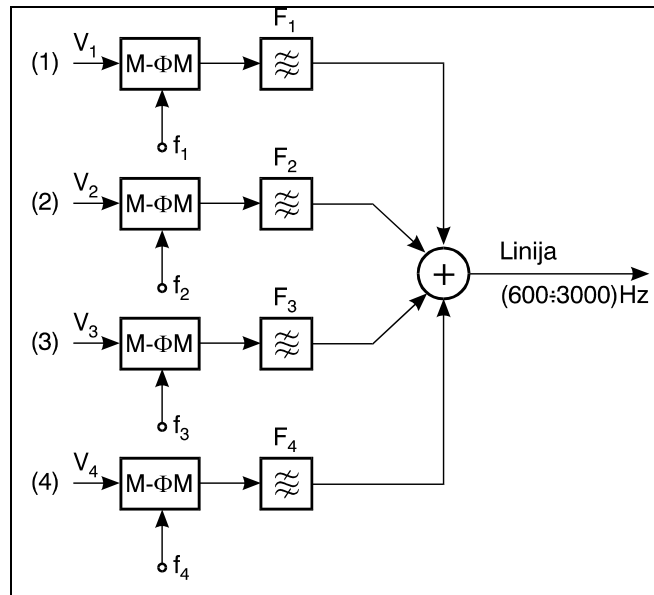 F₁
(1) V₁ M-ΦM
f₁
F₂
(2) V₂ M-ΦM
f₂
Linija
(600÷3000)Hz
F₃
(3) V₃ M-ΦM
f₃
F₄
(4) V₄ M-ΦM
f₄